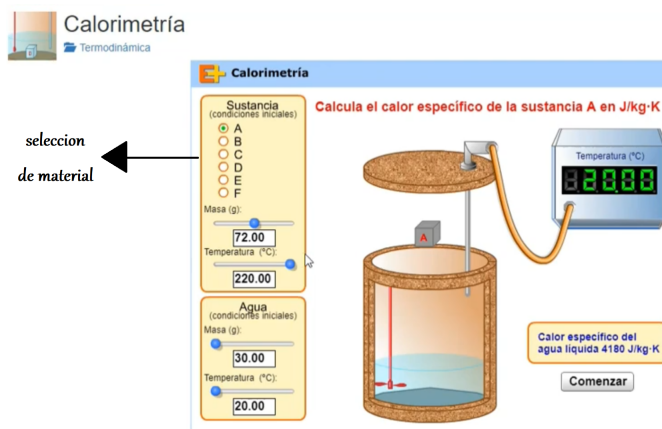 Calorimetría
Termodinámica
E+ Calorimetría
seleccion
de material
Sustancia
(condiciones iniciales)
A
B
C
D
E
F
Masa (g):
72.00
Temperatura (°C):
220.00
Agua
(condiciones iniciales)
Masa (g):
30.00
Temperatura (°C):
20.00
Calcula el calor específico de la sustancia A en J/kg·K
Temperatura (ºC)
20.00
A
Calor específico del
agua líquida 4180 J/kg·K
Comenzar